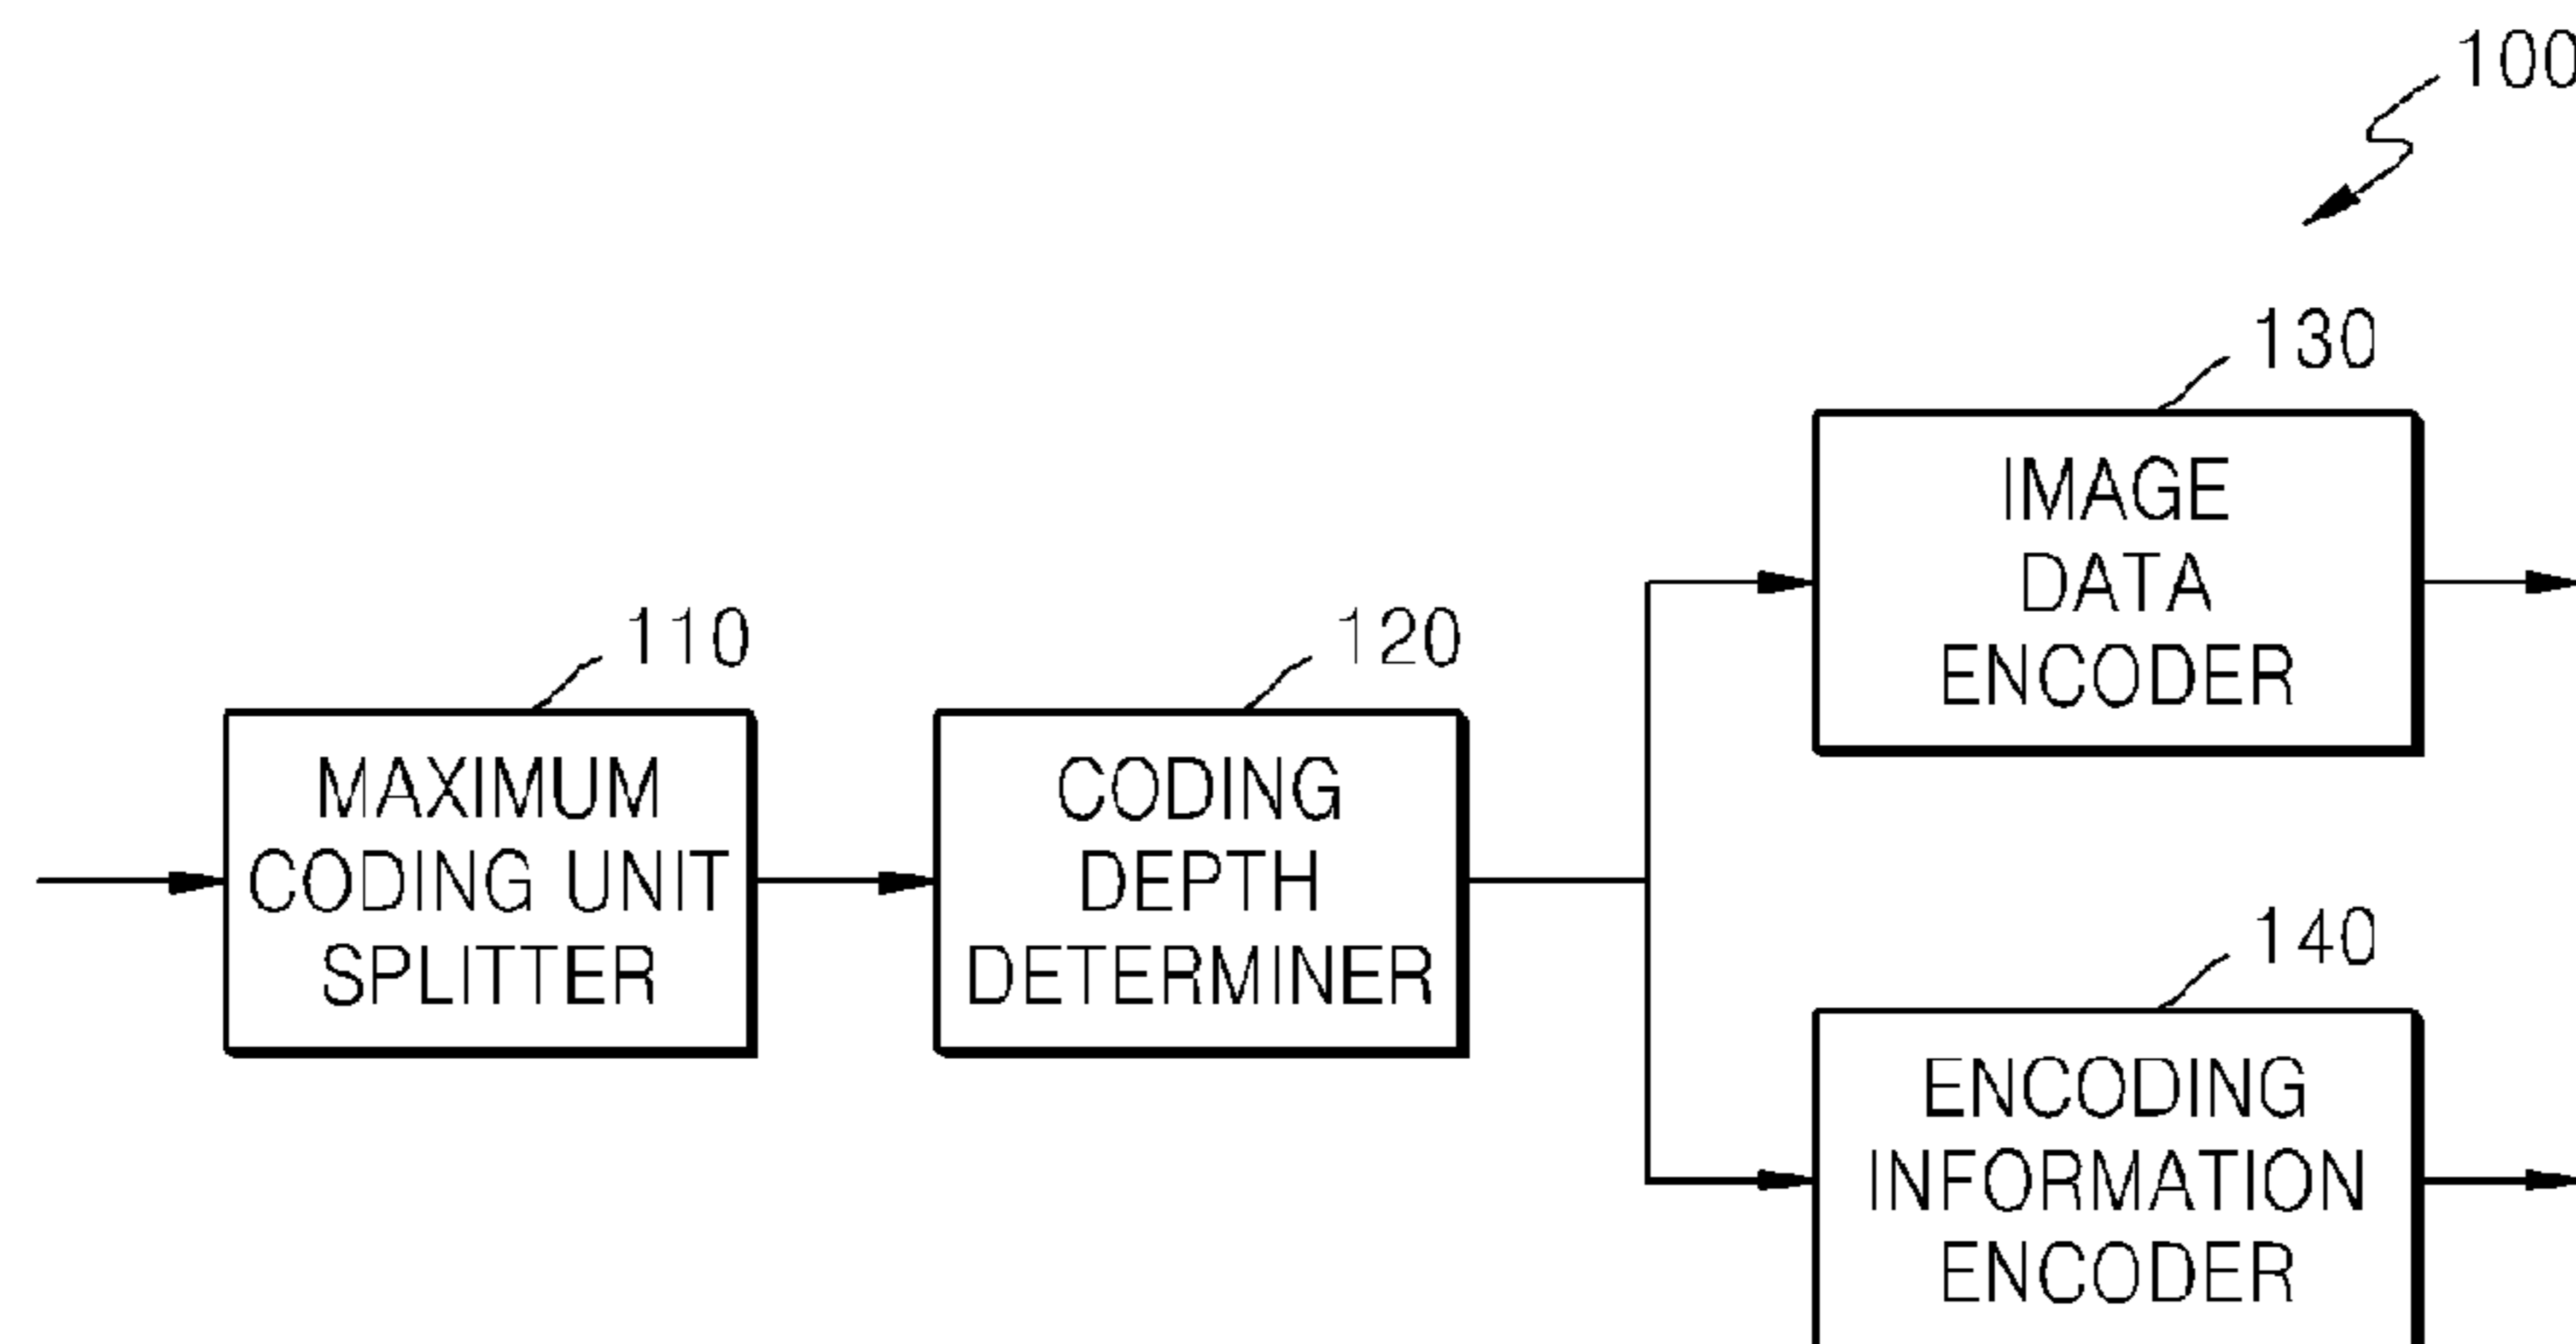 100
130
IMAGE
DATA
ENCODER
110
120
MAXIMUM
CODING UNIT
SPLITTER
CODING
DEPTH
DETERMINER
140
ENCODING
INFORMATION
ENCODER